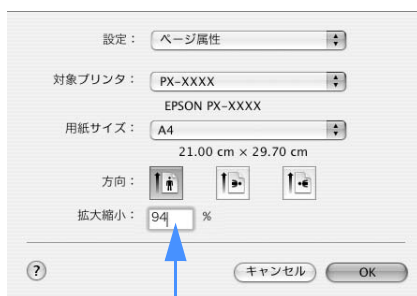 設定： ページ属性
対象プリンタ： PX-XXXX
EPSON PX-XXXX
用紙サイズ： A4
21.00 cm × 29.70 cm
方向：
拡大縮小： 94 %
? キャンセル OK